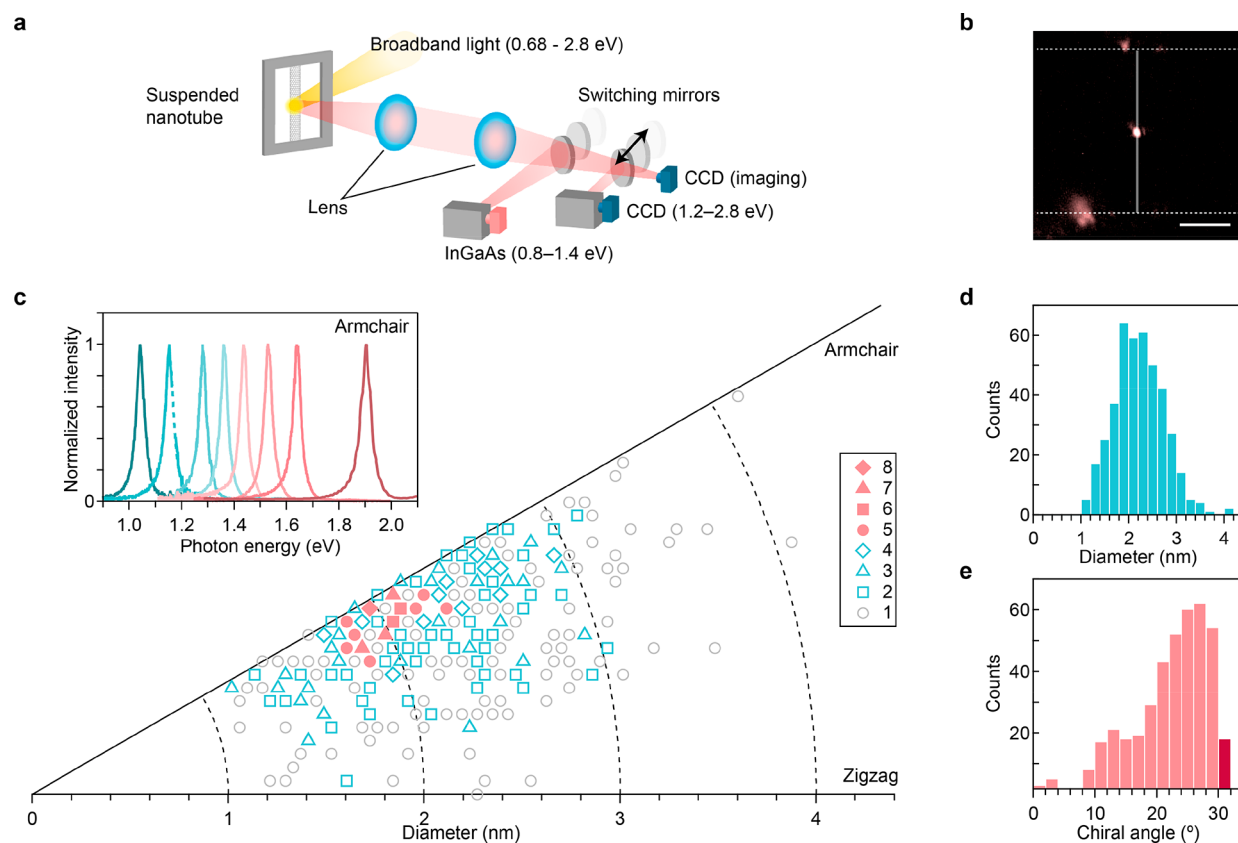 a
Broadband light (0.68 - 2.8 eV)
Suspended
nanotube
Switching mirrors
Lens
CCD (imaging)
CCD (1.2–2.8 eV)
InGaAs (0.8–1.4 eV)
b
c
Armchair
1
0
Normalized intensity
1.0 1.2 1.4 1.6 1.8 2.0
Photon energy (eV)
Armchair
8
7
6
5
4
3
2
1
Zigzag
0 1 2 3 4
Diameter (nm)
d
60
40
20
0
Counts
0 1 2 3 4
Diameter (nm)
e
60
40
20
Counts
0 10 20 30
Chiral angle (º)